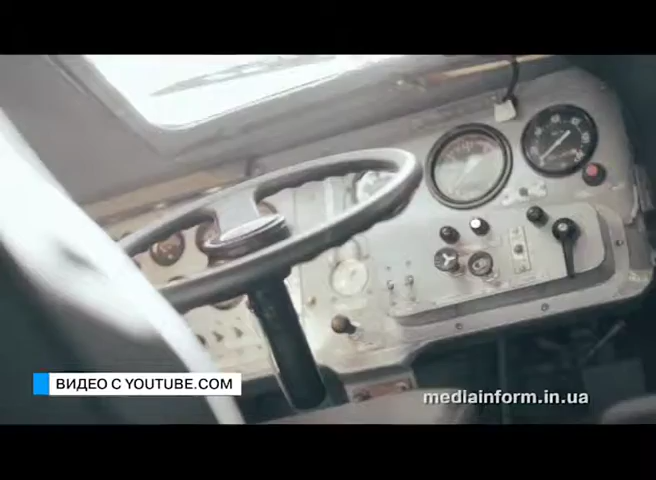 ВИДЕО С YOUTUBE.COM
mediainform.in.ua